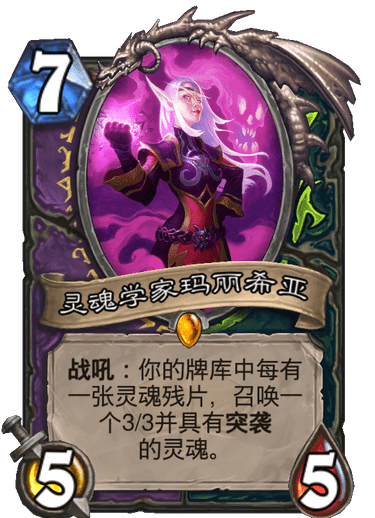 7
灵魂学家玛丽希亚
战吼：你的牌库中每有
一张灵魂残片，召唤一
个3/3并具有突袭
的灵魂。
5
5